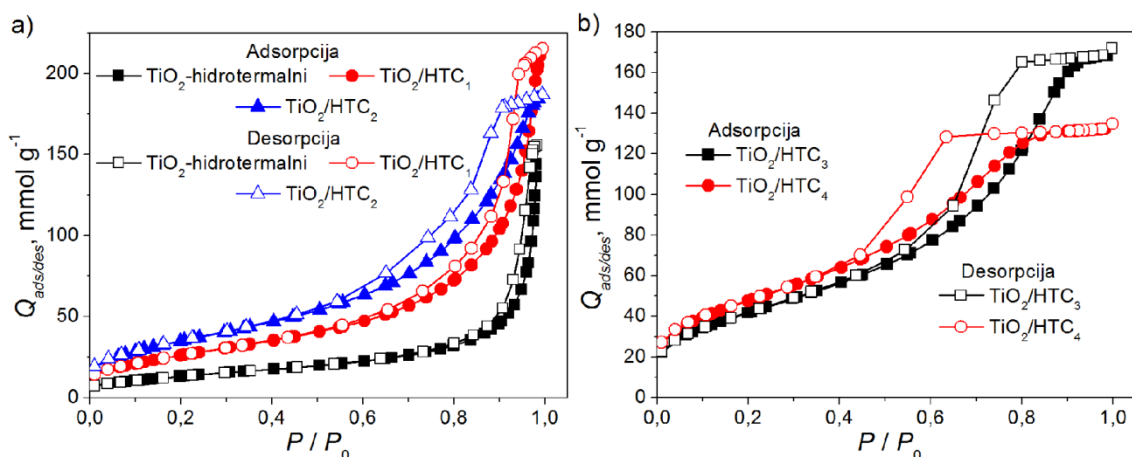 a)
Adsorpcija
TiO₂-hidrotermalni
TiO₂/HTC₁
TiO₂/HTC₂
Desorpcija
TiO₂-hidrotermalni
TiO₂/HTC₁
TiO₂/HTC₂
Q ads/des, mmol g⁻¹
200
150
100
50
0
0,0 0,2 0,4 0,6 0,8 1,0
P / P₀
b)
Adsorpcija
TiO₂/HTC₃
TiO₂/HTC₄
Desorpcija
TiO₂/HTC₃
TiO₂/HTC₄
Q ads/des, mmol g⁻¹
180
160
140
120
100
80
60
40
20
0
0,0 0,2 0,4 0,6 0,8 1,0
P / P₀